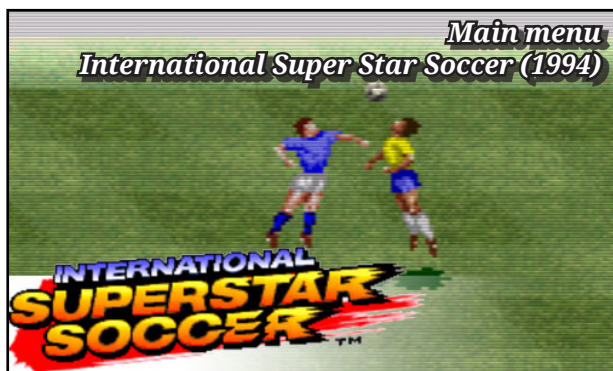 Main menu
International Super Star Soccer (1994)
INTERNATIONAL
SUPERSTAR
SOCCER
TM